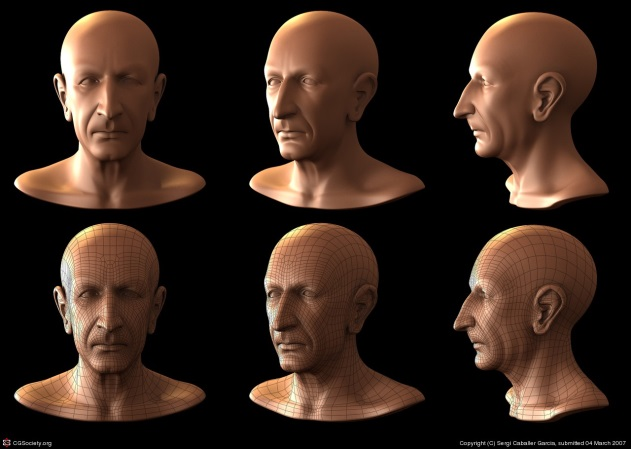 CGSociety.org
Copyright (C) Sergi Caballer Garcia, submitted 04 March 2007